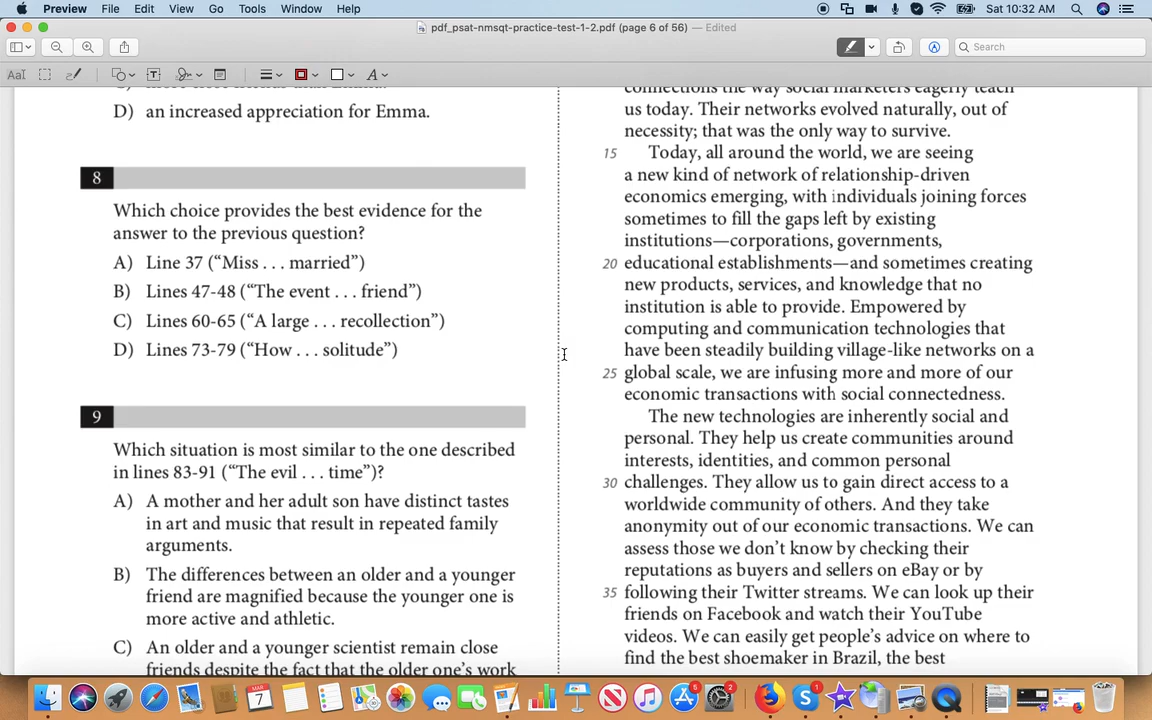 Preview File Edit View Go Tools Window Help
Sat 10:32 AM
pdf_psat-nmsqt-practice-test-1-2.pdf (page 6 of 56) — Edited
Search
D) an increased appreciation for Emma.
8
Which choice provides the best evidence for the
answer to the previous question?
A) Line 37 (“Miss . . . married”)
B) Lines 47-48 (“The event . . . friend”)
C) Lines 60-65 (“A large . . . recollection”)
D) Lines 73-79 (“How . . . solitude”)
9
Which situation is most similar to the one described
in lines 83-91 (“The evil . . . time”)?
A) A mother and her adult son have distinct tastes
in art and music that result in repeated family
arguments.
B) The differences between an older and a younger
friend are magnified because the younger one is
more active and athletic.
C) An older and a younger scientist remain close
friends despite the fact that the older one’s work
connections the way social marketers eagerly teach
us today. Their networks evolved naturally, out of
necessity; that was the only way to survive.
15 Today, all around the world, we are seeing
a new kind of network of relationship-driven
economics emerging, with individuals joining forces
sometimes to fill the gaps left by existing
institutions—corporations, governments,
20 educational establishments—and sometimes creating
new products, services, and knowledge that no
institution is able to provide. Empowered by
computing and communication technologies that
have been steadily building village-like networks on a
25 global scale, we are infusing more and more of our
economic transactions with social connectedness.
The new technologies are inherently social and
personal. They help us create communities around
interests, identities, and common personal
30 challenges. They allow us to gain direct access to a
worldwide community of others. And they take
anonymity out of our economic transactions. We can
assess those we don’t know by checking their
reputations as buyers and sellers on eBay or by
35 following their Twitter streams. We can look up their
friends on Facebook and watch their YouTube
videos. We can easily get people’s advice on where to
find the best shoemaker in Brazil, the best